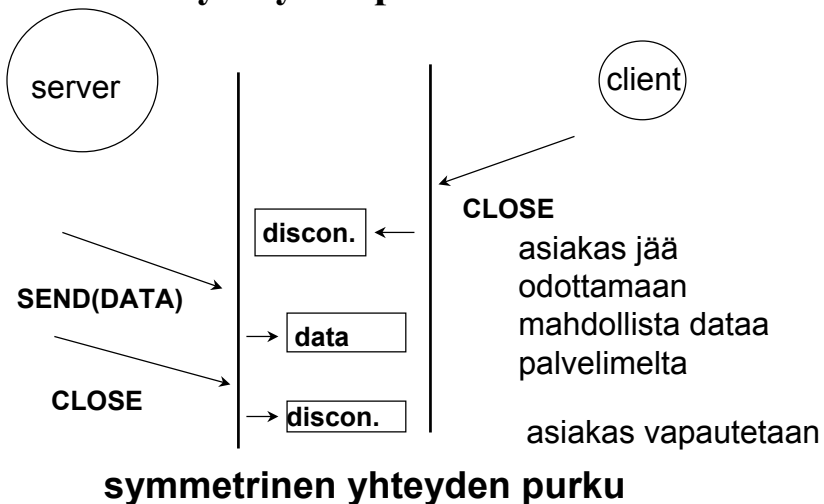 server
client
CLOSE
discon.
asiakas jää
odottamaan
mahdollista dataa
palvelimelta
SEND(DATA)
data
CLOSE
discon.
asiakas vapautetaan
symmetrinen yhteyden purku